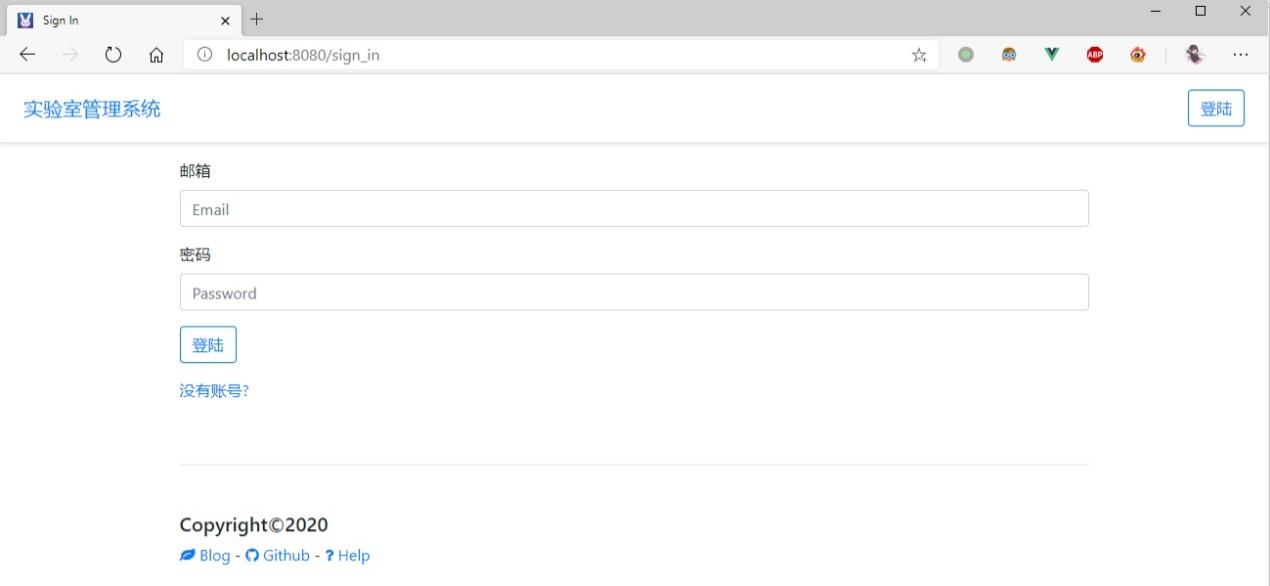 Sign In
localhost:8080/sign_in
ABP
实验室管理系统
登陆
邮箱
Email
密码
Password
登陆
没有账号?
Copyright©2020
Blog - Github - ? Help